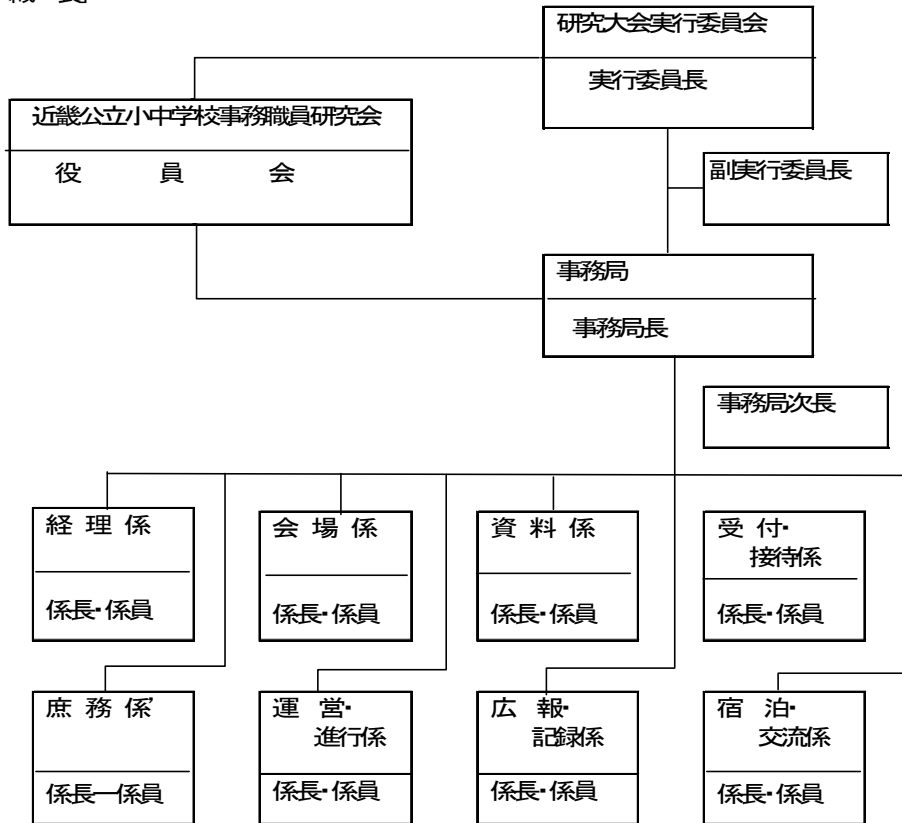 研究大会実行委員会
実行委員長
近畿公立小中学校事務職員研究会
役　員　会
副実行委員長
事務局
事務局長
事務局次長
経 理 係
係長・係員
会 場 係
係長・係員
資 料 係
係長・係員
受 付・
接待係
係長・係員
庶 務 係
係長一係員
運 営・
進行係
係長・係員
広 報・
記録係
係長・係員
宿 泊・
交流係
係長・係員